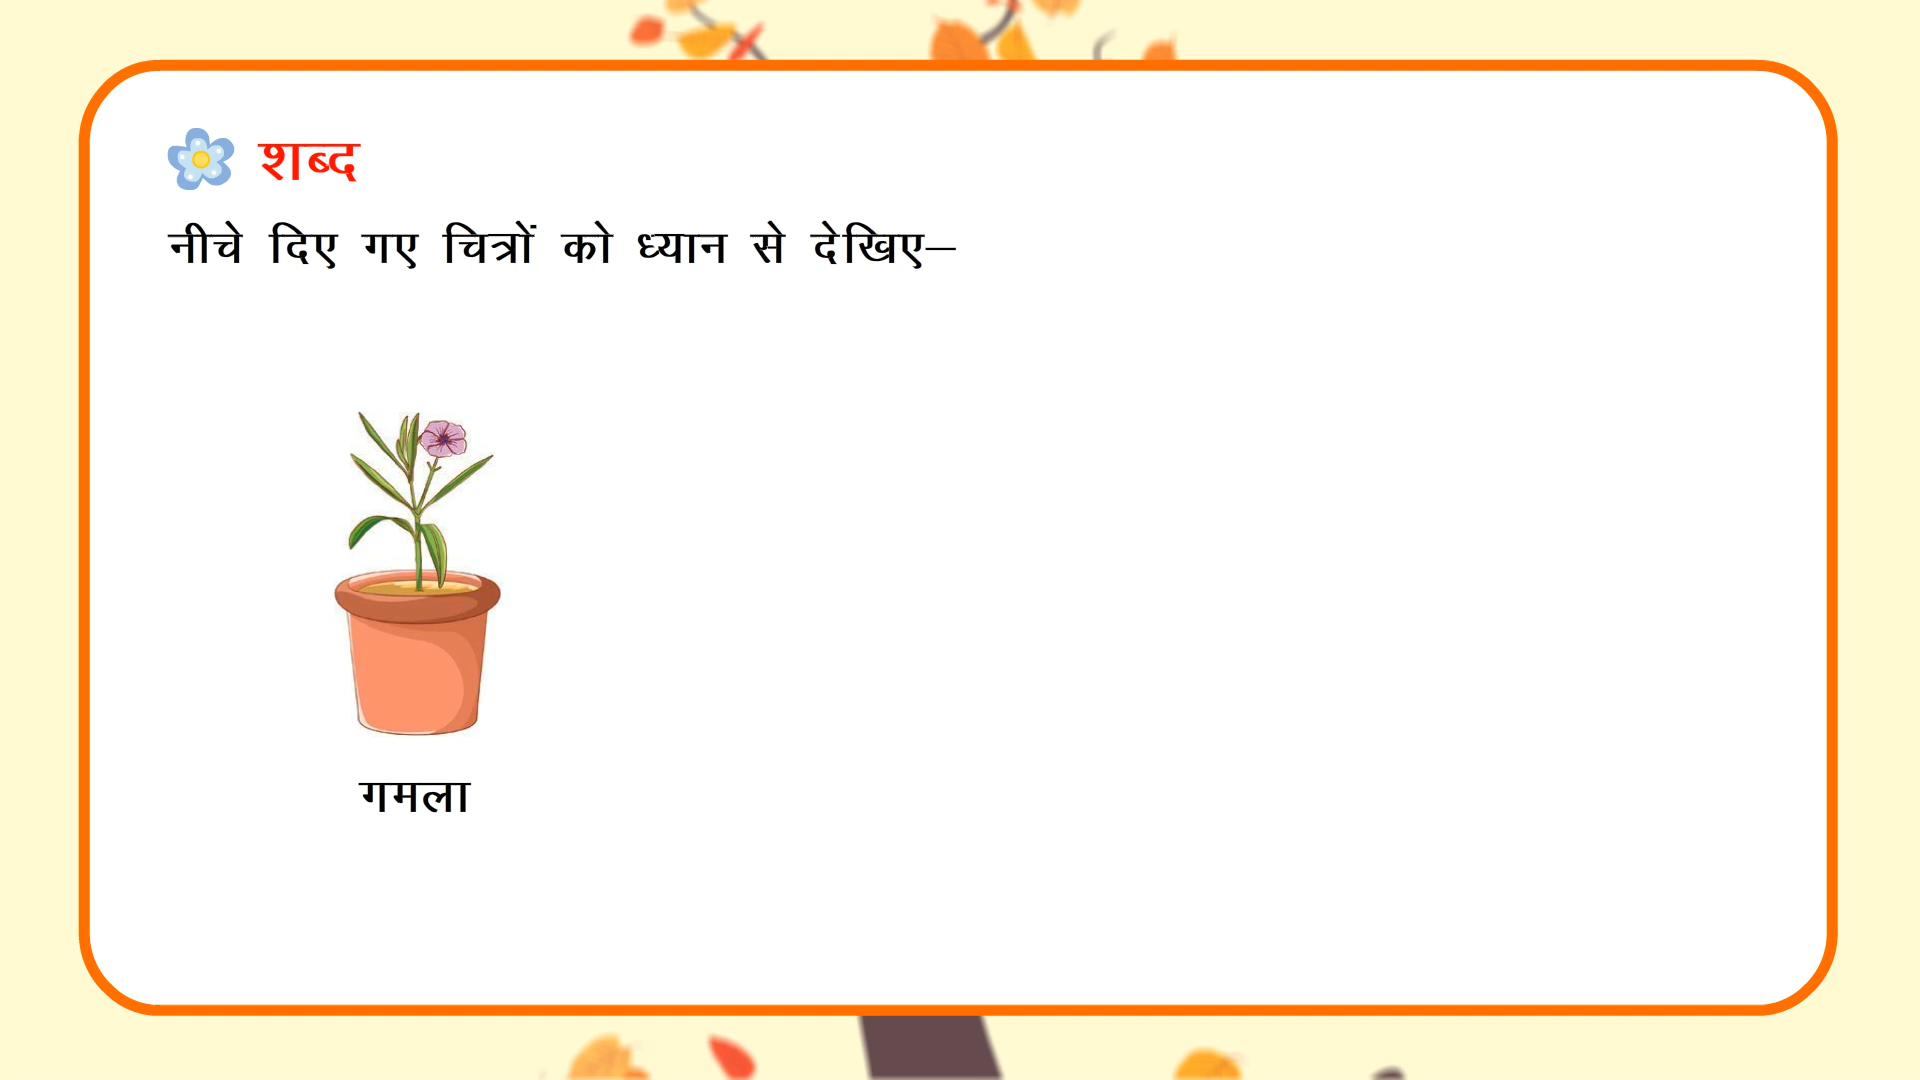 शब्द
नीचे दिए गए चित्रों को ध्यान से देखिए–
गमला